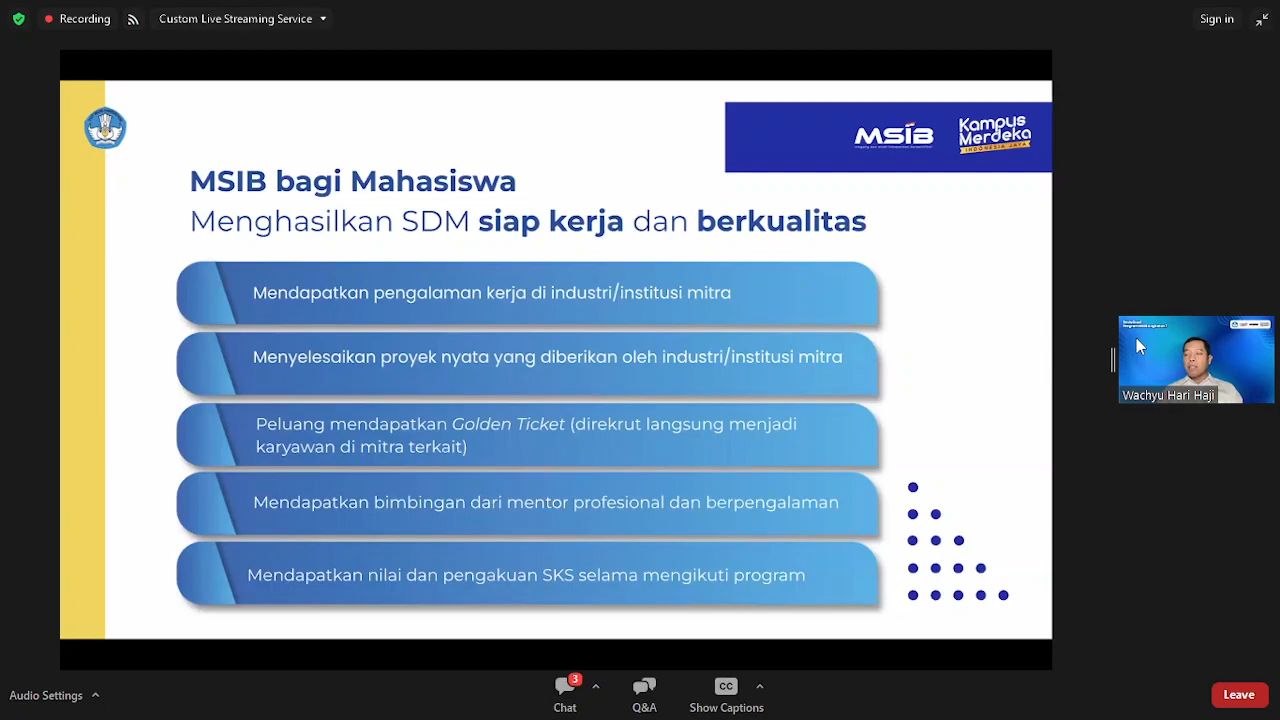 Recording
Custom Live Streaming Service
Sign in
MSIB
Kampus
Merdeka
INDONESIA JAYA
MSIB bagi Mahasiswa
Menghasilkan SDM siap kerja dan berkualitas
Mendapatkan pengalaman kerja di industri/institusi mitra
Menyelesaikan proyek nyata yang diberikan oleh industri/institusi mitra
Peluang mendapatkan Golden Ticket (direkrut langsung menjadi
karyawan di mitra terkait)
Mendapatkan bimbingan dari mentor profesional dan berpengalaman
Mendapatkan nilai dan pengakuan SKS selama mengikuti program
Wachyu Hari Haji
Audio Settings
3
Chat
Q&A
CC
Show Captions
Leave